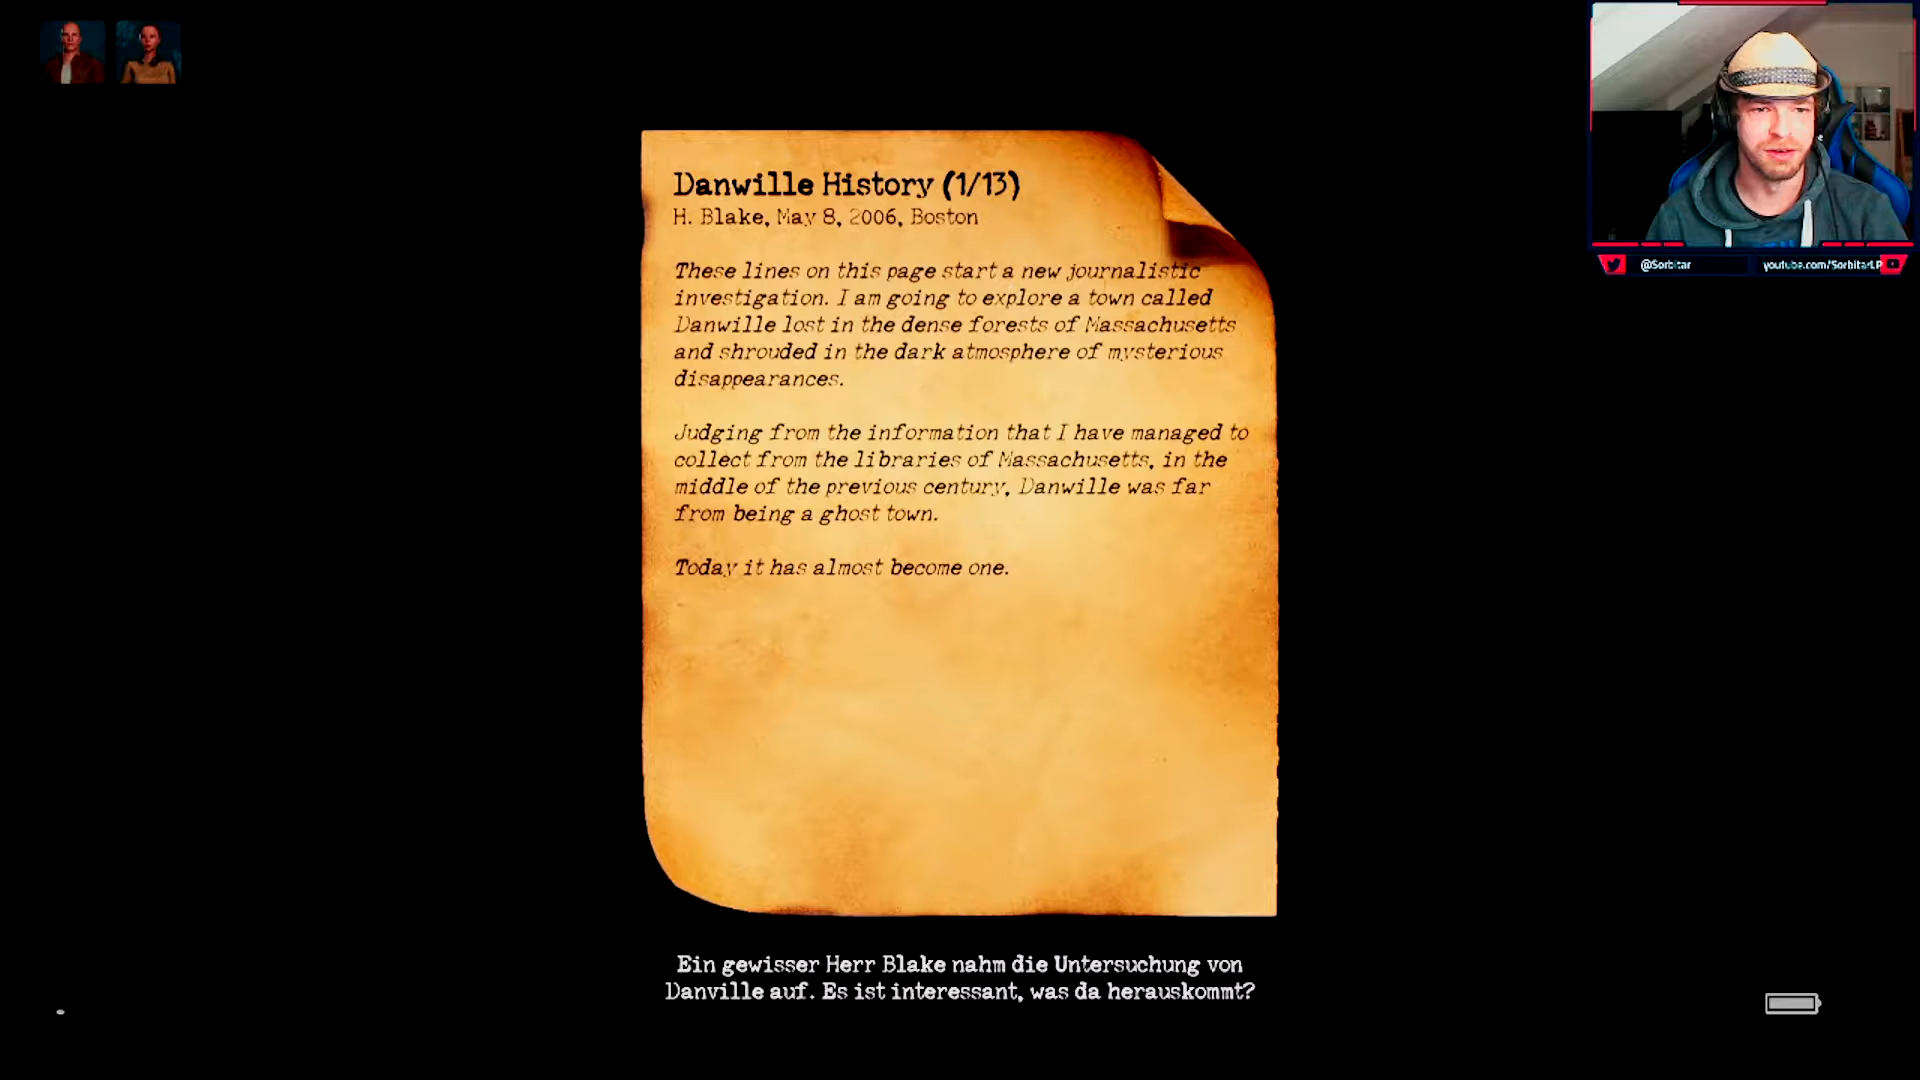 Danwille History (1/13)
H. Blake, May 8, 2006, Boston
These lines on this page start a new journalistic
investigation. I am going to explore a town called
Danwille lost in the dense forests of Massachusetts
and shrouded in the dark atmosphere of mysterious
disappearances.
Judging from the information that I have managed to
collect from the libraries of Massachusetts, in the
middle of the previous century, Danwille was far
from being a ghost town.
Today it has almost become one.
Ein gewisser Herr Blake nahm die Untersuchung von
Danville auf. Es ist interessant, was da herauskommt?
@Sorbitar
youtube.com/SorbitarLP